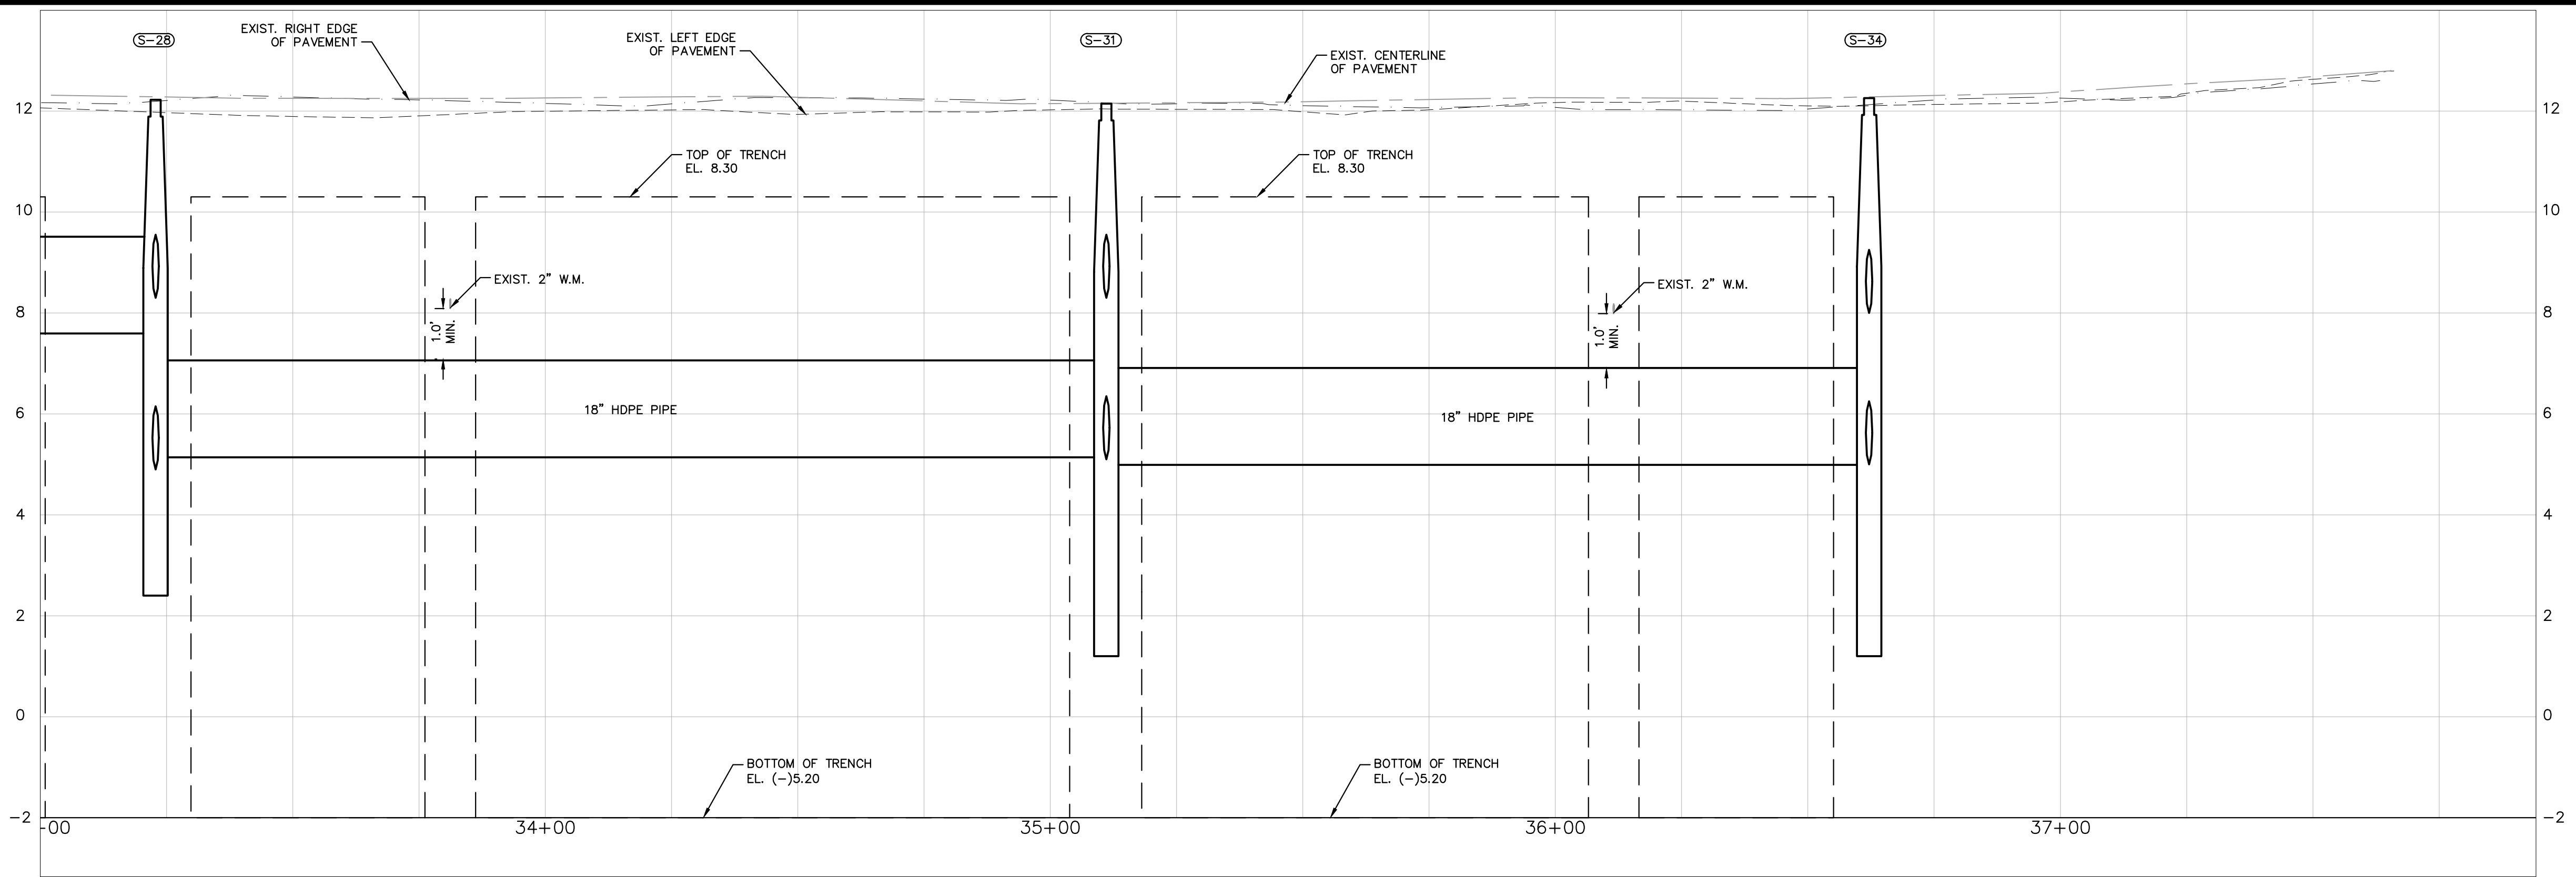 S-28
EXIST. RIGHT EDGE
OF PAVEMENT
EXIST. LEFT EDGE
OF PAVEMENT
S-31
EXIST. CENTERLINE
OF PAVEMENT
S-34
12
12
TOP OF TRENCH
EL. 8.30
TOP OF TRENCH
EL. 8.30
10
10
EXIST. 2" W.M.
EXIST. 2" W.M.
8
8
1.0'
MIN.
1.0'
MIN.
6
18" HDPE PIPE
18" HDPE PIPE
6
4
4
2
2
0
0
BOTTOM OF TRENCH
EL. (-)5.20
BOTTOM OF TRENCH
EL. (-)5.20
-2
-2
-00
34+00
35+00
36+00
37+00